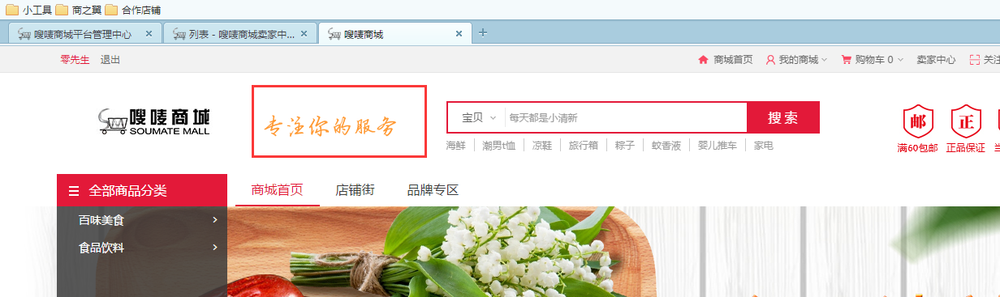 小工具 商之翼 合作店铺
嗖唛商城平台管理中心 × 列表 - 嗖唛商城卖家中... × 嗖唛商城 × +
零先生 退出 商城首页 我的商城 购物车 0 卖家中心 关注
嗖唛商城
SOUMATE MALL
专注你的服务
宝贝 每天都是小清新 搜索
海鲜 潮男t恤 凉鞋 旅行箱 粽子 蚊香液 婴儿推车 家电
邮 正
满60包邮 正品保证
全部商品分类 商城首页 店铺街 品牌专区
百味美食 >
食品饮料 >